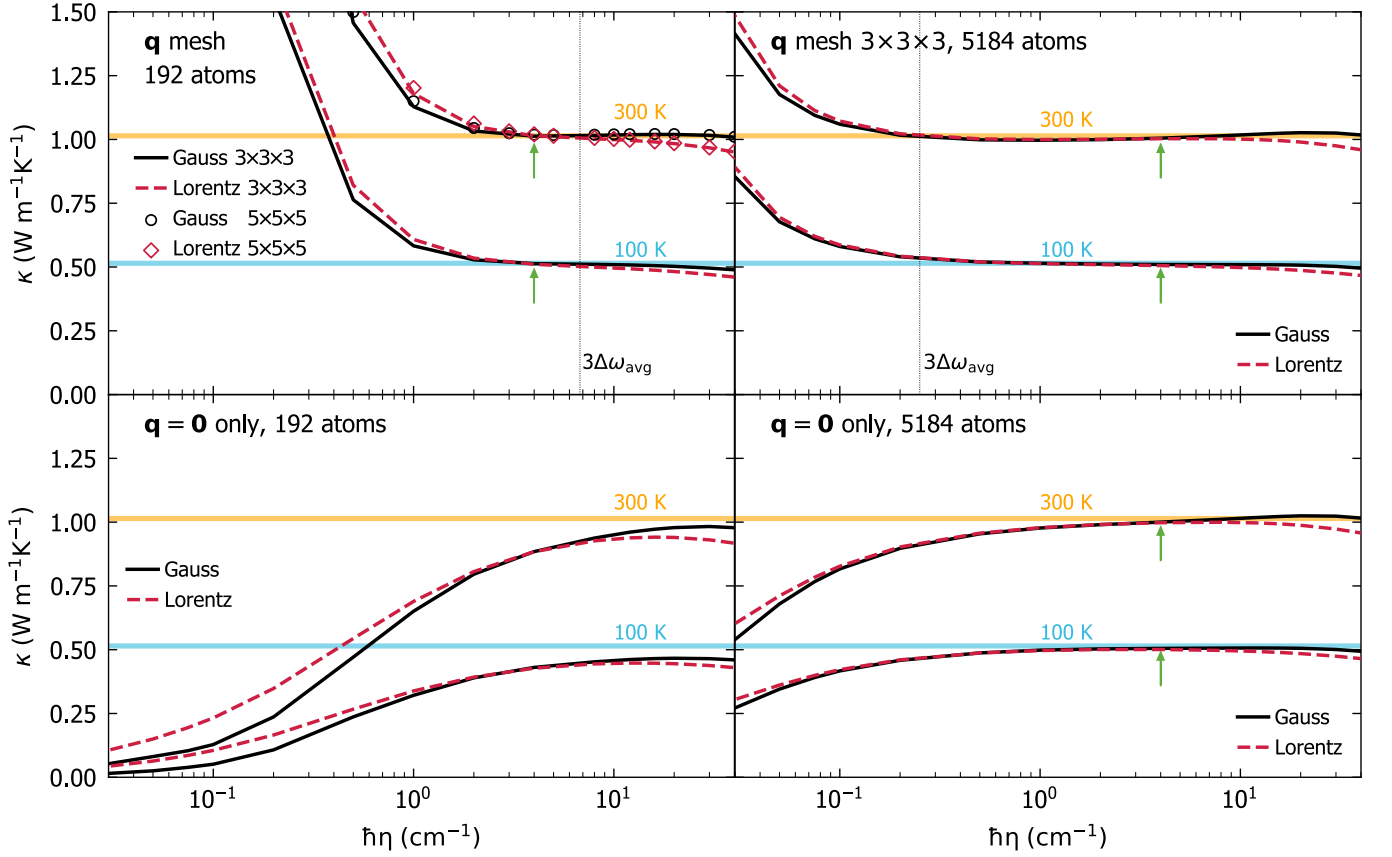 q mesh
192 atoms
300 K
Gauss 3×3×3
Lorentz 3×3×3
Gauss 5×5×5
Lorentz 5×5×5
100 K
3Δω_avg
κ (W m⁻¹K⁻¹)
1.50
1.25
1.00
0.75
0.50
0.25
0.00
q mesh 3×3×3, 5184 atoms
300 K
100 K
Gauss
Lorentz
3Δω_avg
q = 0 only, 192 atoms
300 K
Gauss
Lorentz
100 K
κ (W m⁻¹K⁻¹)
1.25
1.00
0.75
0.50
0.25
0.00
10⁻¹
10⁰
10¹
ħη (cm⁻¹)
q = 0 only, 5184 atoms
300 K
100 K
Gauss
Lorentz
10⁻¹
10⁰
10¹
ħη (cm⁻¹)